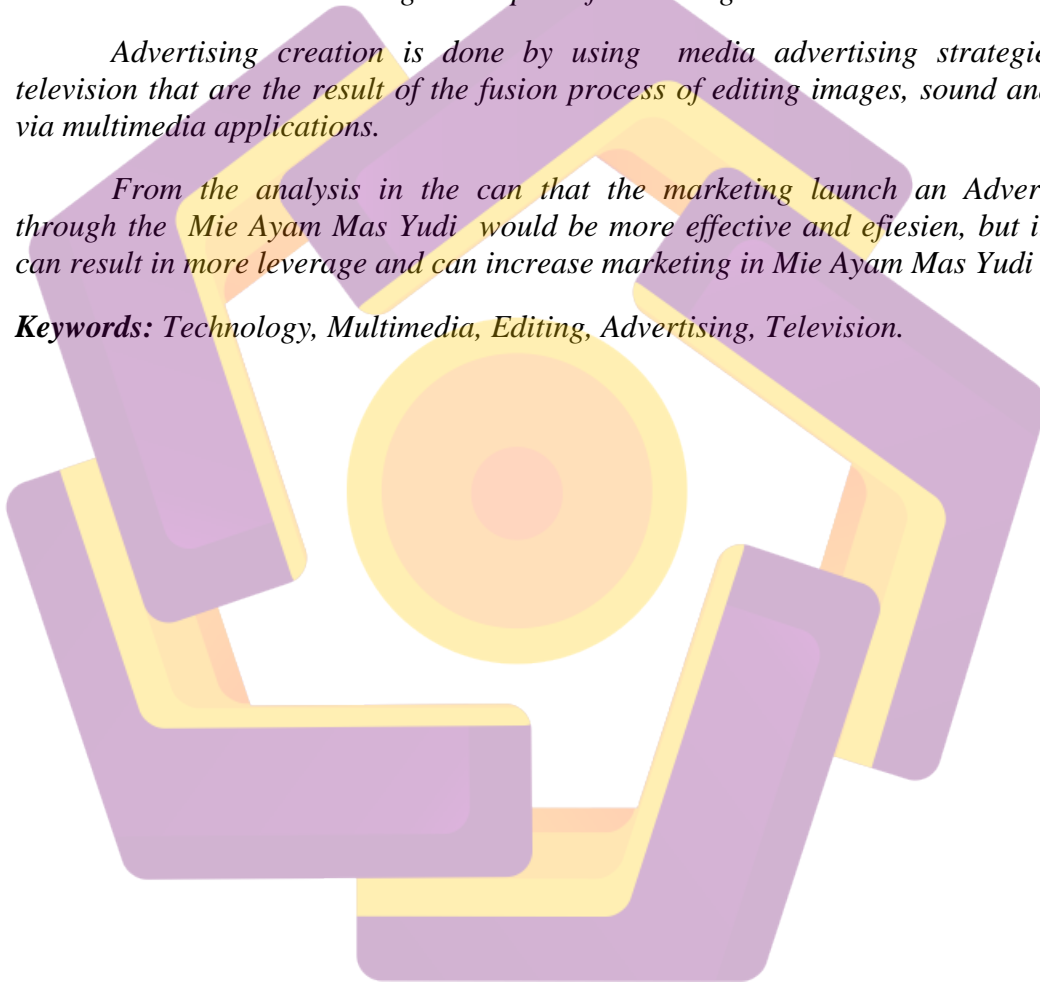 Advertising creation is done by using media advertising
television that are the result of the fusion process of editing images, sound
via multimedia applications.
From the analysis in the can that the marketing launch an
through the Mie Ayam Mas Yudi would be more effective and efiesien, but
can result in more leverage and can increase marketing in Mie Ayam Mas Yudi
Keywords: Technology, Multimedia, Editing, Advertising, Television.